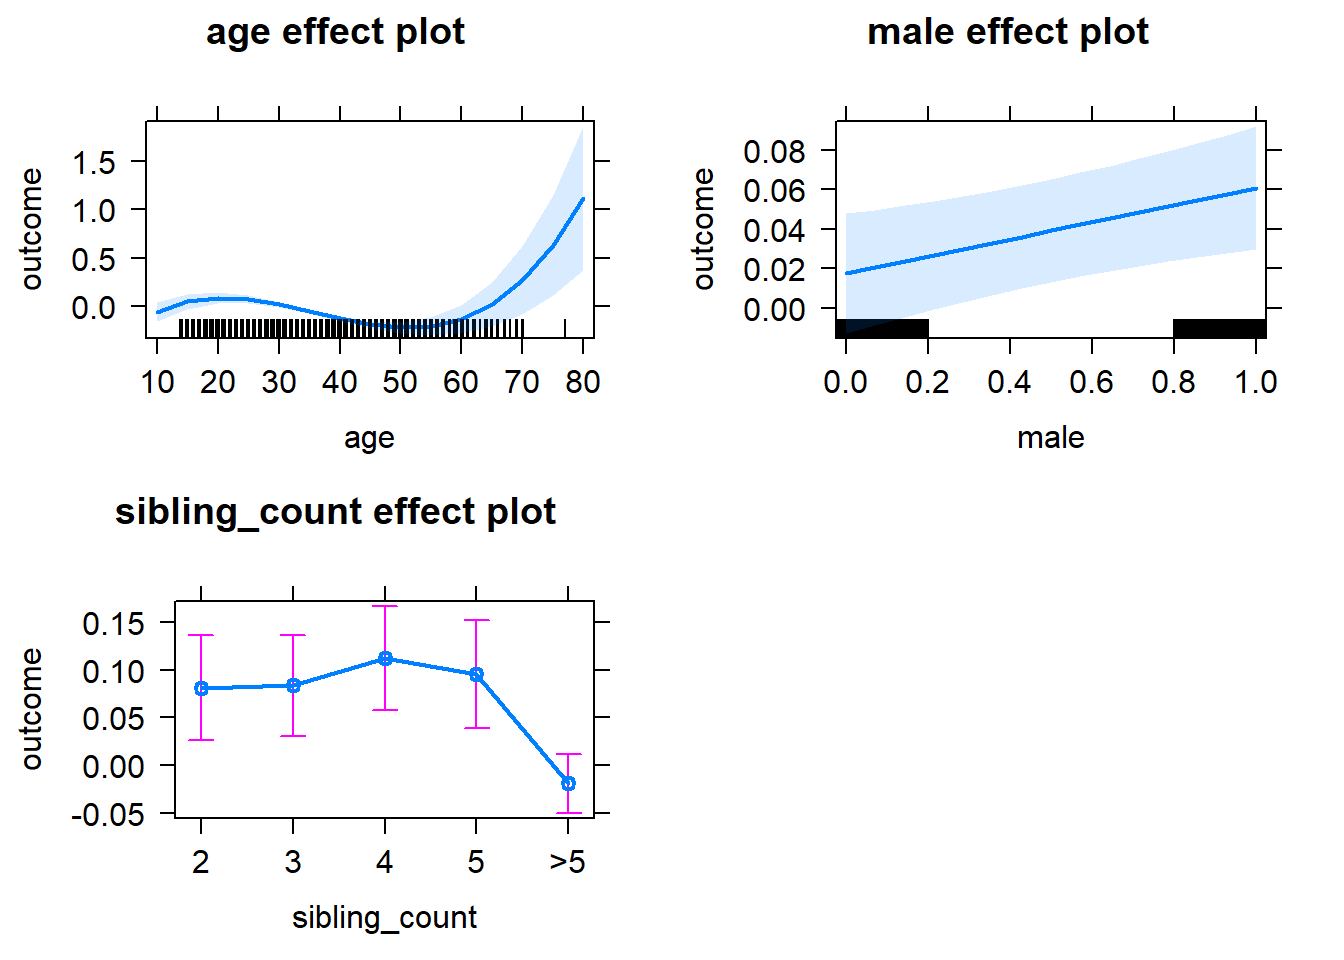 age effect plot
outcome
1.5
1.0
0.5
0.0
10 20 30 40 50 60 70 80
age
male effect plot
outcome
0.08
0.06
0.04
0.02
0.00
0.0 0.2 0.4 0.6 0.8 1.0
male
sibling_count effect plot
outcome
0.15
0.10
0.05
0.00
-0.05
2 3 4 5 >5
sibling_count